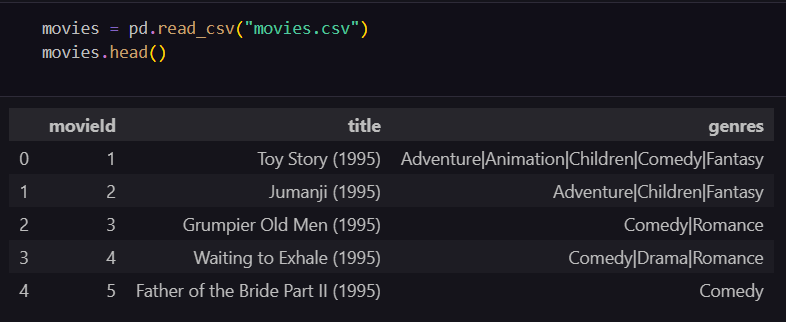 movies = pd.read_csv("movies.csv")
movies.head()
movieId title genres
0 1 Toy Story (1995) Adventure|Animation|Children|Comedy|Fantasy
1 2 Jumanji (1995) Adventure|Children|Fantasy
2 3 Grumpier Old Men (1995) Comedy|Romance
3 4 Waiting to Exhale (1995) Comedy|Drama|Romance
4 5 Father of the Bride Part II (1995) Comedy